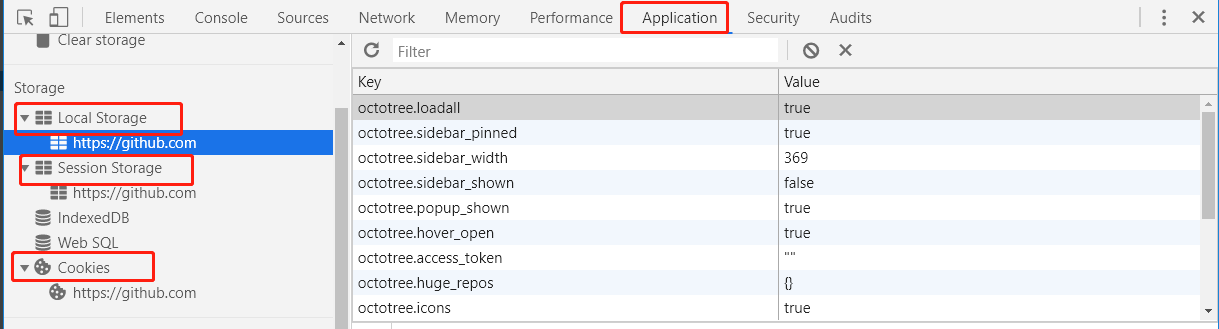 Elements Console Sources Network Memory Performance Application Security Audits
Clear storage
Storage
Local Storage
https://github.com
Session Storage
https://github.com
IndexedDB
Web SQL
Cookies
https://github.com
Filter
Key Value
octotree.loadall true
octotree.sidebar_pinned true
octotree.sidebar_width 369
octotree.sidebar_shown false
octotree.popup_shown true
octotree.hover_open true
octotree.access_token ""
octotree.huge_repos {}
octotree.icons true